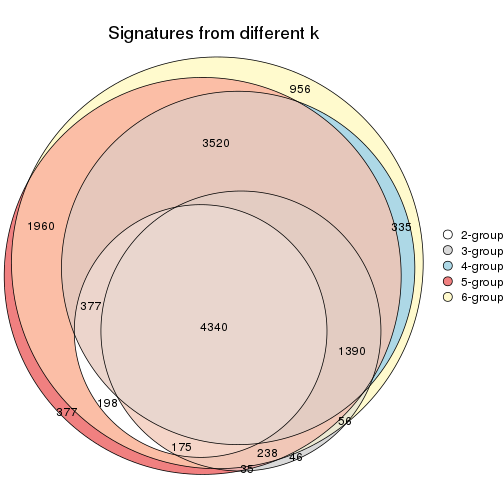 Signatures from different k
956
3520
1960
335
2-group
3-group
4-group
5-group
6-group
377
4340
1390
198
377
56
175
238
46
35